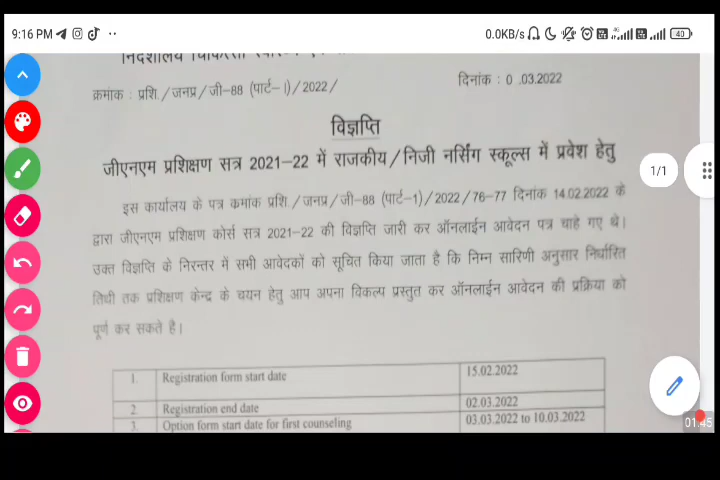 9:16 PM
0.0KB/s
40
क्रमांक : प्रशि./जनप्र/जी-88 (पार्ट-I)/2022/
दिनांक : 0 .03.2022
विज्ञप्ति
जीएनएम प्रशिक्षण सत्र 2021-22 में राजकीय/निजी नर्सिंग स्कूल्स में प्रवेश हेतु
1/1
इस कार्यालय के पत्र कमांक प्रशि./जनप्र/जी-88 (पार्ट-1)/2022/76-77 दिनांक 14.02.2022 के
द्वारा जीएनएम प्रशिक्षण कोर्स सत्र 2021-22 की विज्ञप्ति जारी कर ऑनलाईन आवेदन पत्र चाहे गए थे।
उक्त विज्ञप्ति के निरन्तर में सभी आवेदकों को सूचित किया जाता है कि निम्न सारिणी अनुसार निर्धारित
तिथी तक प्रशिक्षण केन्द्र के चयन हेतु आप अपना विकल्प प्रस्तुत कर ऑनलाईन आवेदन की प्रक्रिया को
पूर्ण कर सकते है।
1. Registration form start date 15.02.2022
2. Registration end date 02.03.2022
3. Option form start date for first counseling 03.03.2022 to 10.03.2022
01:45